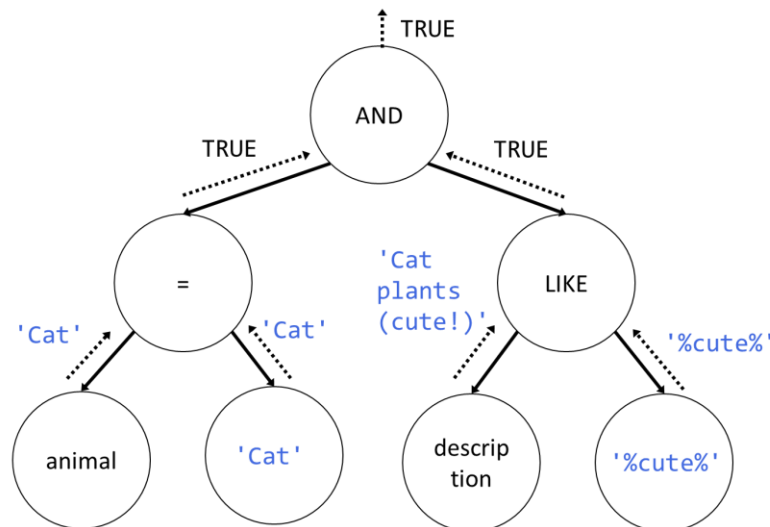 TRUE
AND
TRUE
TRUE
=
'Cat
plants
(cute!)'
LIKE
'Cat'
'Cat'
'%cute%'
animal
'Cat'
descrip
tion
'%cute%'